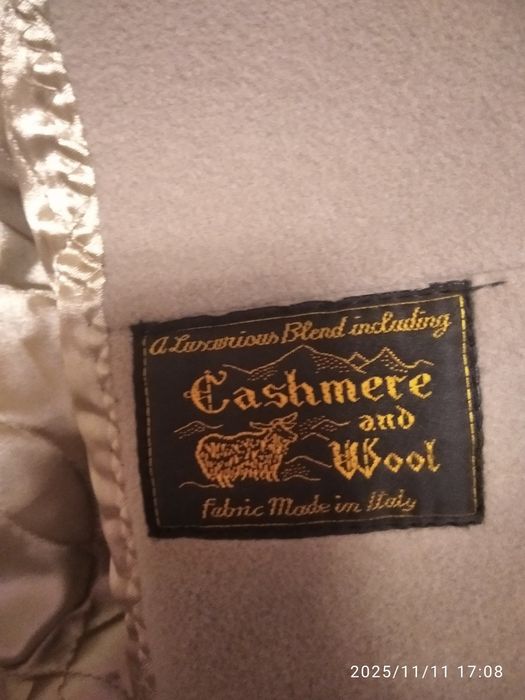 A Luxurious Blend including
Cashmere
and
Wool
Fabric Made in Italy
2025/11/11 17:08